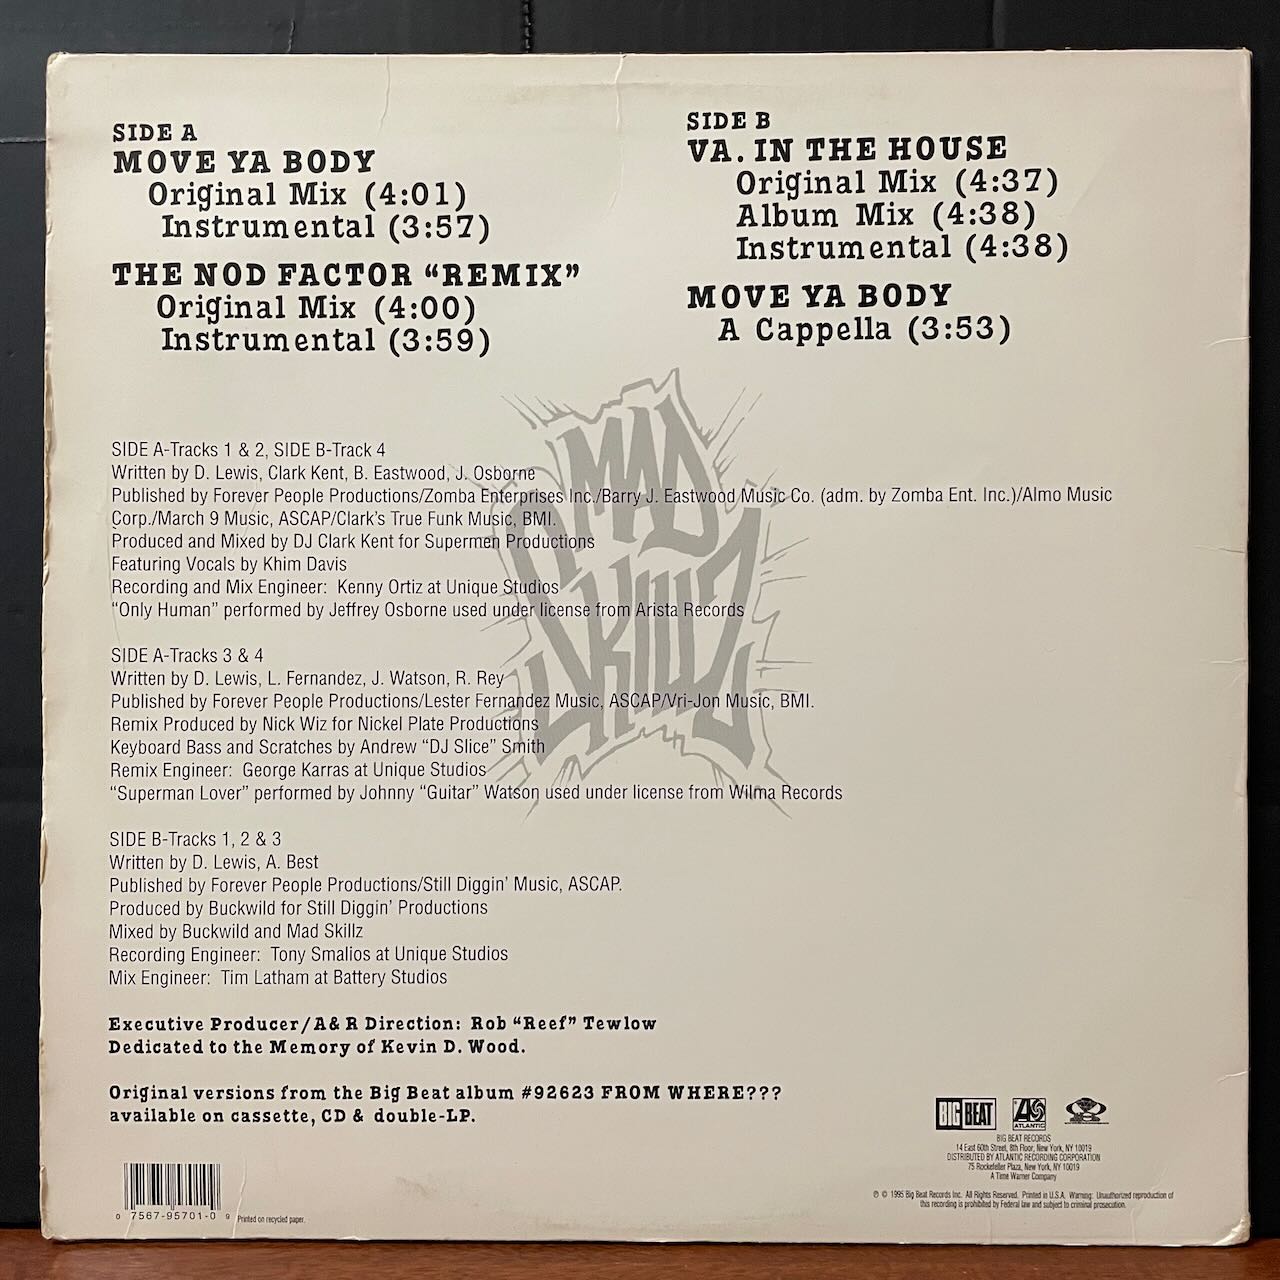 SIDE A
MOVE YA BODY
Original Mix (4:01)
Instrumental (3:57)
THE NOD FACTOR “REMIX”
Original Mix (4:00)
Instrumental (3:59)
SIDE B
VA. IN THE HOUSE
Original Mix (4:37)
Album Mix (4:38)
Instrumental (4:38)
MOVE YA BODY
A Cappella (3:53)
MAD
SKILLZ
SIDE A-Tracks 1 & 2, SIDE B-Track 4
Written by D. Lewis, Clark Kent, B. Eastwood, J. Osborne
Published by Forever People Productions/Zomba Enterprises Inc./Barry J. Eastwood Music Co. (adm. by Zomba Ent. Inc.)/Almo Music
Corp./March 9 Music, ASCAP/Clark’s True Funk Music, BMI.
Produced and Mixed by DJ Clark Kent for Supermen Productions
Featuring Vocals by Khim Davis
Recording and Mix Engineer: Kenny Ortiz at Unique Studios
“Only Human” performed by Jeffrey Osborne used under license from Arista Records
SIDE A-Tracks 3 & 4
Written by D. Lewis, L. Fernandez, J. Watson, R. Rey
Published by Forever People Productions/Lester Fernandez Music, ASCAP/Vri-Jon Music, BMI.
Remix Produced by Nick Wiz for Nickel Plate Productions
Keyboard Bass and Scratches by Andrew “DJ Slice” Smith
Remix Engineer: George Karras at Unique Studios
“Superman Lover” performed by Johnny “Guitar” Watson used under license from Wilma Records
SIDE B-Tracks 1, 2 & 3
Written by D. Lewis, A. Best
Published by Forever People Productions/Still Diggin’ Music, ASCAP.
Produced by Buckwild for Still Diggin’ Productions
Mixed by Buckwild and Mad Skillz
Recording Engineer: Tony Smalios at Unique Studios
Mix Engineer: Tim Latham at Battery Studios
Executive Producer/A&R Direction: Rob “Reef” Tewlow
Dedicated to the Memory of Kevin D. Wood.
Original versions from the Big Beat album #92623 FROM WHERE???
available on cassette, CD & double-LP.
BIG BEAT
ATLANTIC
BIG BEAT RECORDS
14 East 60th Street, 8th Floor, New York, NY 10019
DISTRIBUTED BY ATLANTIC RECORDING CORPORATION
75 Rockefeller Plaza, New York, NY 10019
A Time Warner Company
℗ © 1995 Big Beat Records Inc. All Rights Reserved. Printed in U.S.A. Warning: Unauthorized reproduction of
this recording is prohibited by Federal law and subject to criminal prosecution.
0 7567-95701-0 9
Printed on recycled paper.